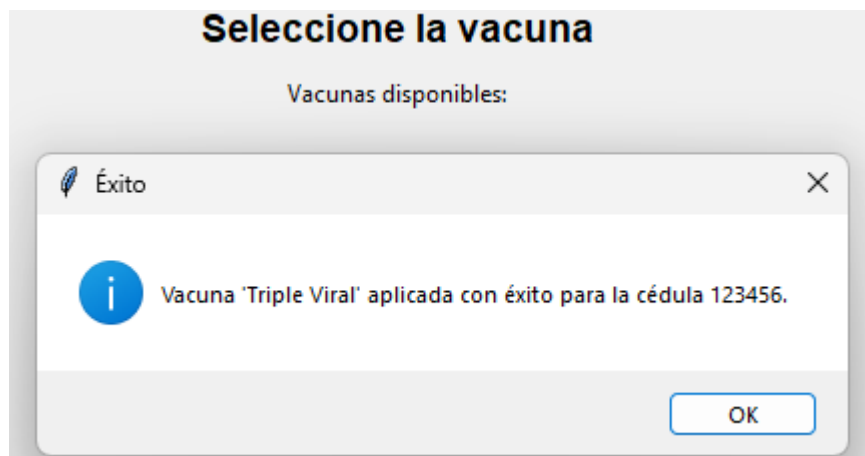 Seleccione la vacuna
Vacunas disponibles:
Éxito
Vacuna 'Triple Viral' aplicada con éxito para la cédula 123456.
OK